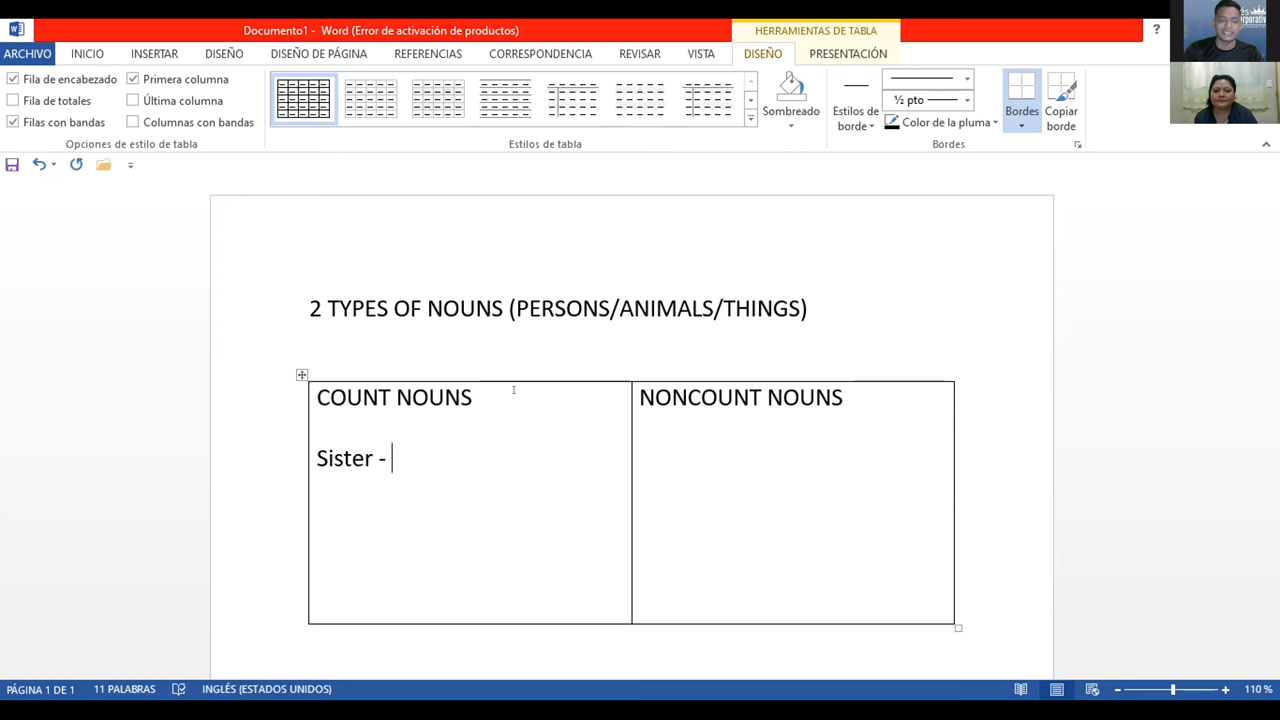 Documento1 - Word (Error de activación de productos)
HERRAMIENTAS DE TABLA
?
ARCHIVO INICIO INSERTAR DISEÑO DISEÑO DE PÁGINA REFERENCIAS CORRESPONDENCIA REVISAR VISTA DISEÑO PRESENTACIÓN
Fila de encabezado Primera columna
Fila de totales Última columna
Filas con bandas Columnas con bandas
Opciones de estilo de tabla
Estilos de tabla
Sombreado
Estilos de borde
½ pto
Color de la pluma
Bordes
Copiar borde
Bordes
2 TYPES OF NOUNS (PERSONS/ANIMALS/THINGS)
COUNT NOUNS
Sister -
NONCOUNT NOUNS
PÁGINA 1 DE 1 11 PALABRAS INGLÉS (ESTADOS UNIDOS) 110 %